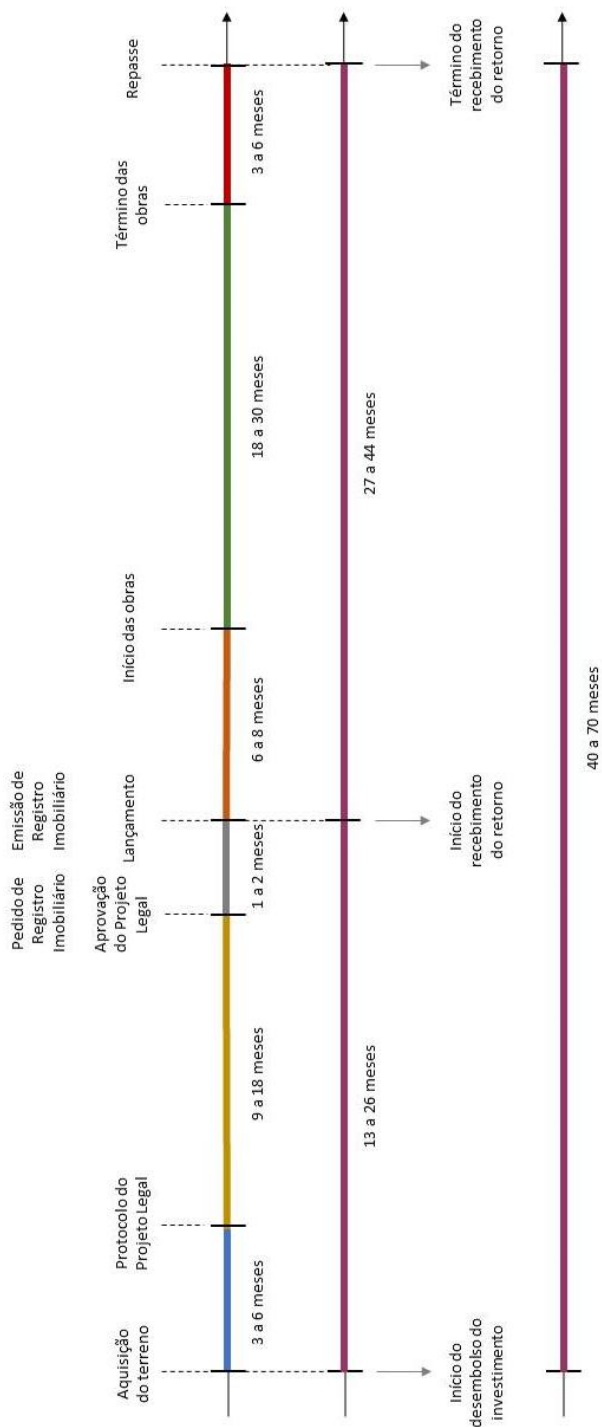 Pedido de
Registro
Imobiliário
Emissão de
Registro
Imobiliário
Aquisição
do terreno
Protocolo do
Projeto Legal
Aprovação
do Projeto
Legal
Lançamento
Início das obras
Término das
obras
Repasse
3 a 6 meses
9 a 18 meses
1 a 2 meses
6 a 8 meses
18 a 30 meses
3 a 6 meses
13 a 26 meses
27 a 44 meses
Início do
desembolso do
investimento
Início do
recebimento
do retorno
Término do
recebimento
do retorno
40 a 70 meses